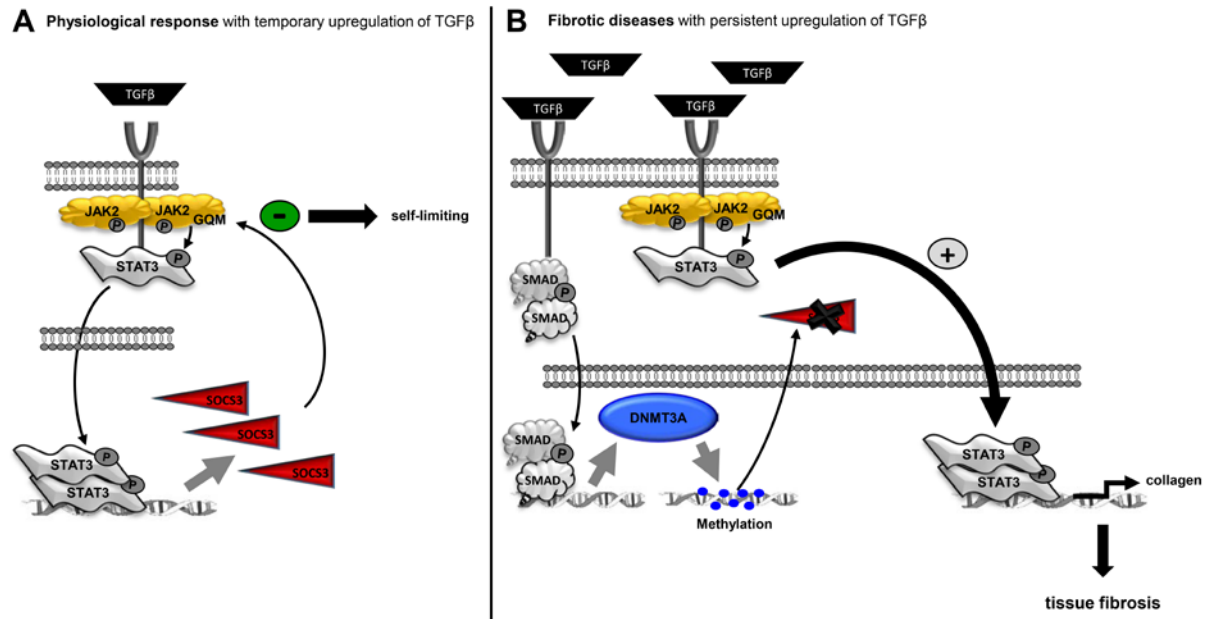 A Physiological response with temporary upregulation of TGFβ
TGFβ
JAK2
JAK2
P
P
GQM
-
self-limiting
P
STAT3
SOCS3
SOCS3
SOCS3
P
STAT3
P
STAT3
B Fibrotic diseases with persistent upregulation of TGFβ
TGFβ
TGFβ
TGFβ
TGFβ
JAK2
JAK2
P
P
GQM
P
STAT3
+
SMAD
P
SMAD
DNMT3A
SMAD
P
SMAD
Methylation
P
STAT3
P
STAT3
collagen
tissue fibrosis